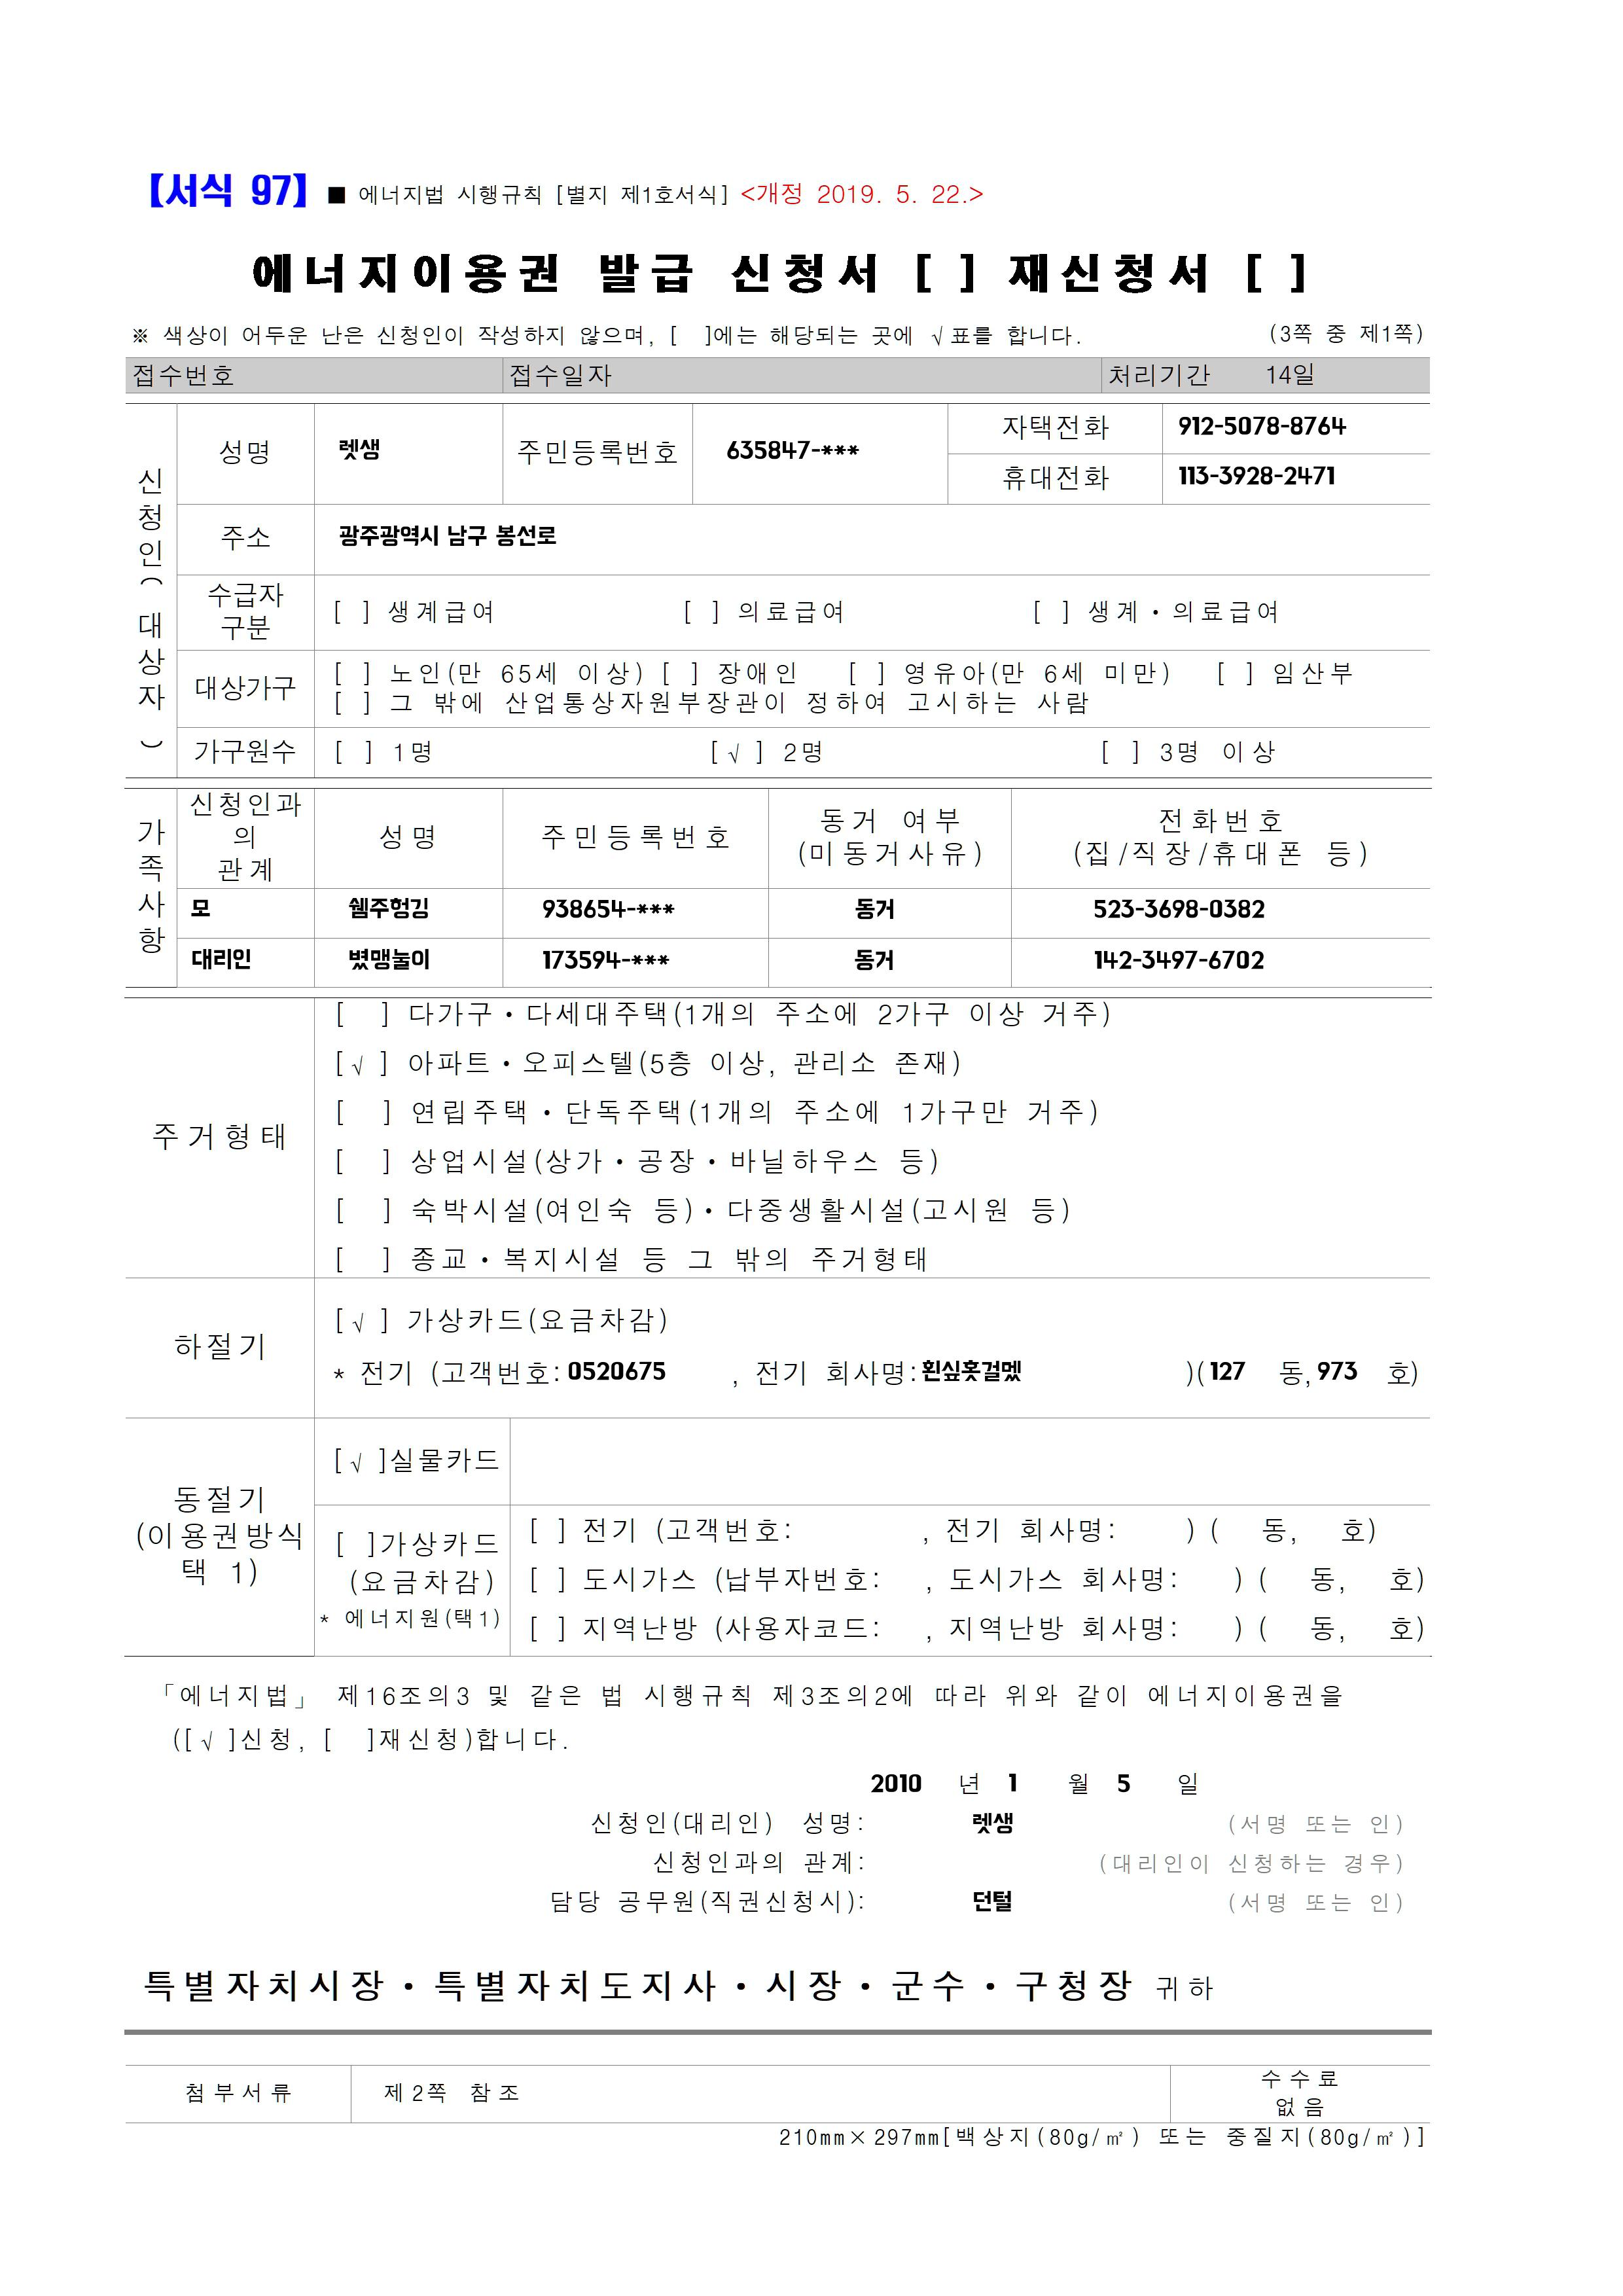 【서식 97】 ■ 에너지법 시행규칙 [별지 제1호서식] <개정 2019. 5. 22.>
에너지이용권 발급 신청서 [ ] 재신청서 [ ]
※ 색상이 어두운 난은 신청인이 작성하지 않으며, [ ]에는 해당되는 곳에 √표를 합니다. (3쪽 중 제1쪽)
접수번호 접수일자 처리기간 14일
신청인(대상자)
성명 렛생 주민등록번호 635847-*** 자택전화 912-5078-8764
휴대전화 113-3928-2471
주소 광주광역시 남구 봉선로
수급자 구분 [ ] 생계급여 [ ] 의료급여 [ ] 생계·의료급여
대상가구 [ ] 노인(만 65세 이상) [ ] 장애인 [ ] 영유아(만 6세 미만) [ ] 임산부
[ ] 그 밖에 산업통상자원부장관이 정하여 고시하는 사람
가구원수 [ ] 1명 [√] 2명 [ ] 3명 이상
가족사항
신청인과의 관계 성명 주민등록번호 동거 여부 (미동거사유) 전화번호 (집/직장/휴대폰 등)
모 쉠주헝깅 938654-*** 동거 523-3698-0382
대리인 볐맹눌이 173594-*** 동거 142-3497-6702
주거형태
[ ] 다가구·다세대주택(1개의 주소에 2가구 이상 거주)
[√] 아파트·오피스텔(5층 이상, 관리소 존재)
[ ] 연립주택·단독주택(1개의 주소에 1가구만 거주)
[ ] 상업시설(상가·공장·바닐하우스 등)
[ ] 숙박시설(여인숙 등)·다중생활시설(고시원 등)
[ ] 종교·복지시설 등 그 밖의 주거형태
하절기
[√] 가상카드(요금차감)
* 전기 (고객번호: 0520675 , 전기 회사명: 횐싶홋걸멨 )( 127 동, 973 호)
동절기
(이용권방식 택 1)
[√]실물카드
[ ]가상카드
(요금차감)
* 에너지원(택1)
[ ] 전기 (고객번호: , 전기 회사명: ) ( 동, 호)
[ ] 도시가스 (납부자번호: , 도시가스 회사명: ) ( 동, 호)
[ ] 지역난방 (사용자코드: , 지역난방 회사명: ) ( 동, 호)
「에너지법」 제16조의3 및 같은 법 시행규칙 제3조의2에 따라 위와 같이 에너지이용권을
([√]신청, [ ]재신청)합니다.
2010 년 1 월 5 일
신청인(대리인) 성명: 렛생 (서명 또는 인)
신청인과의 관계: (대리인이 신청하는 경우)
담당 공무원(직권신청시): 던털 (서명 또는 인)
특별자치시장·특별자치도지사·시장·군수·구청장 귀하
첨부서류 제2쪽 참조 수수료 없음
210mm×297mm[백상지(80g/㎡) 또는 중질지(80g/㎡)]